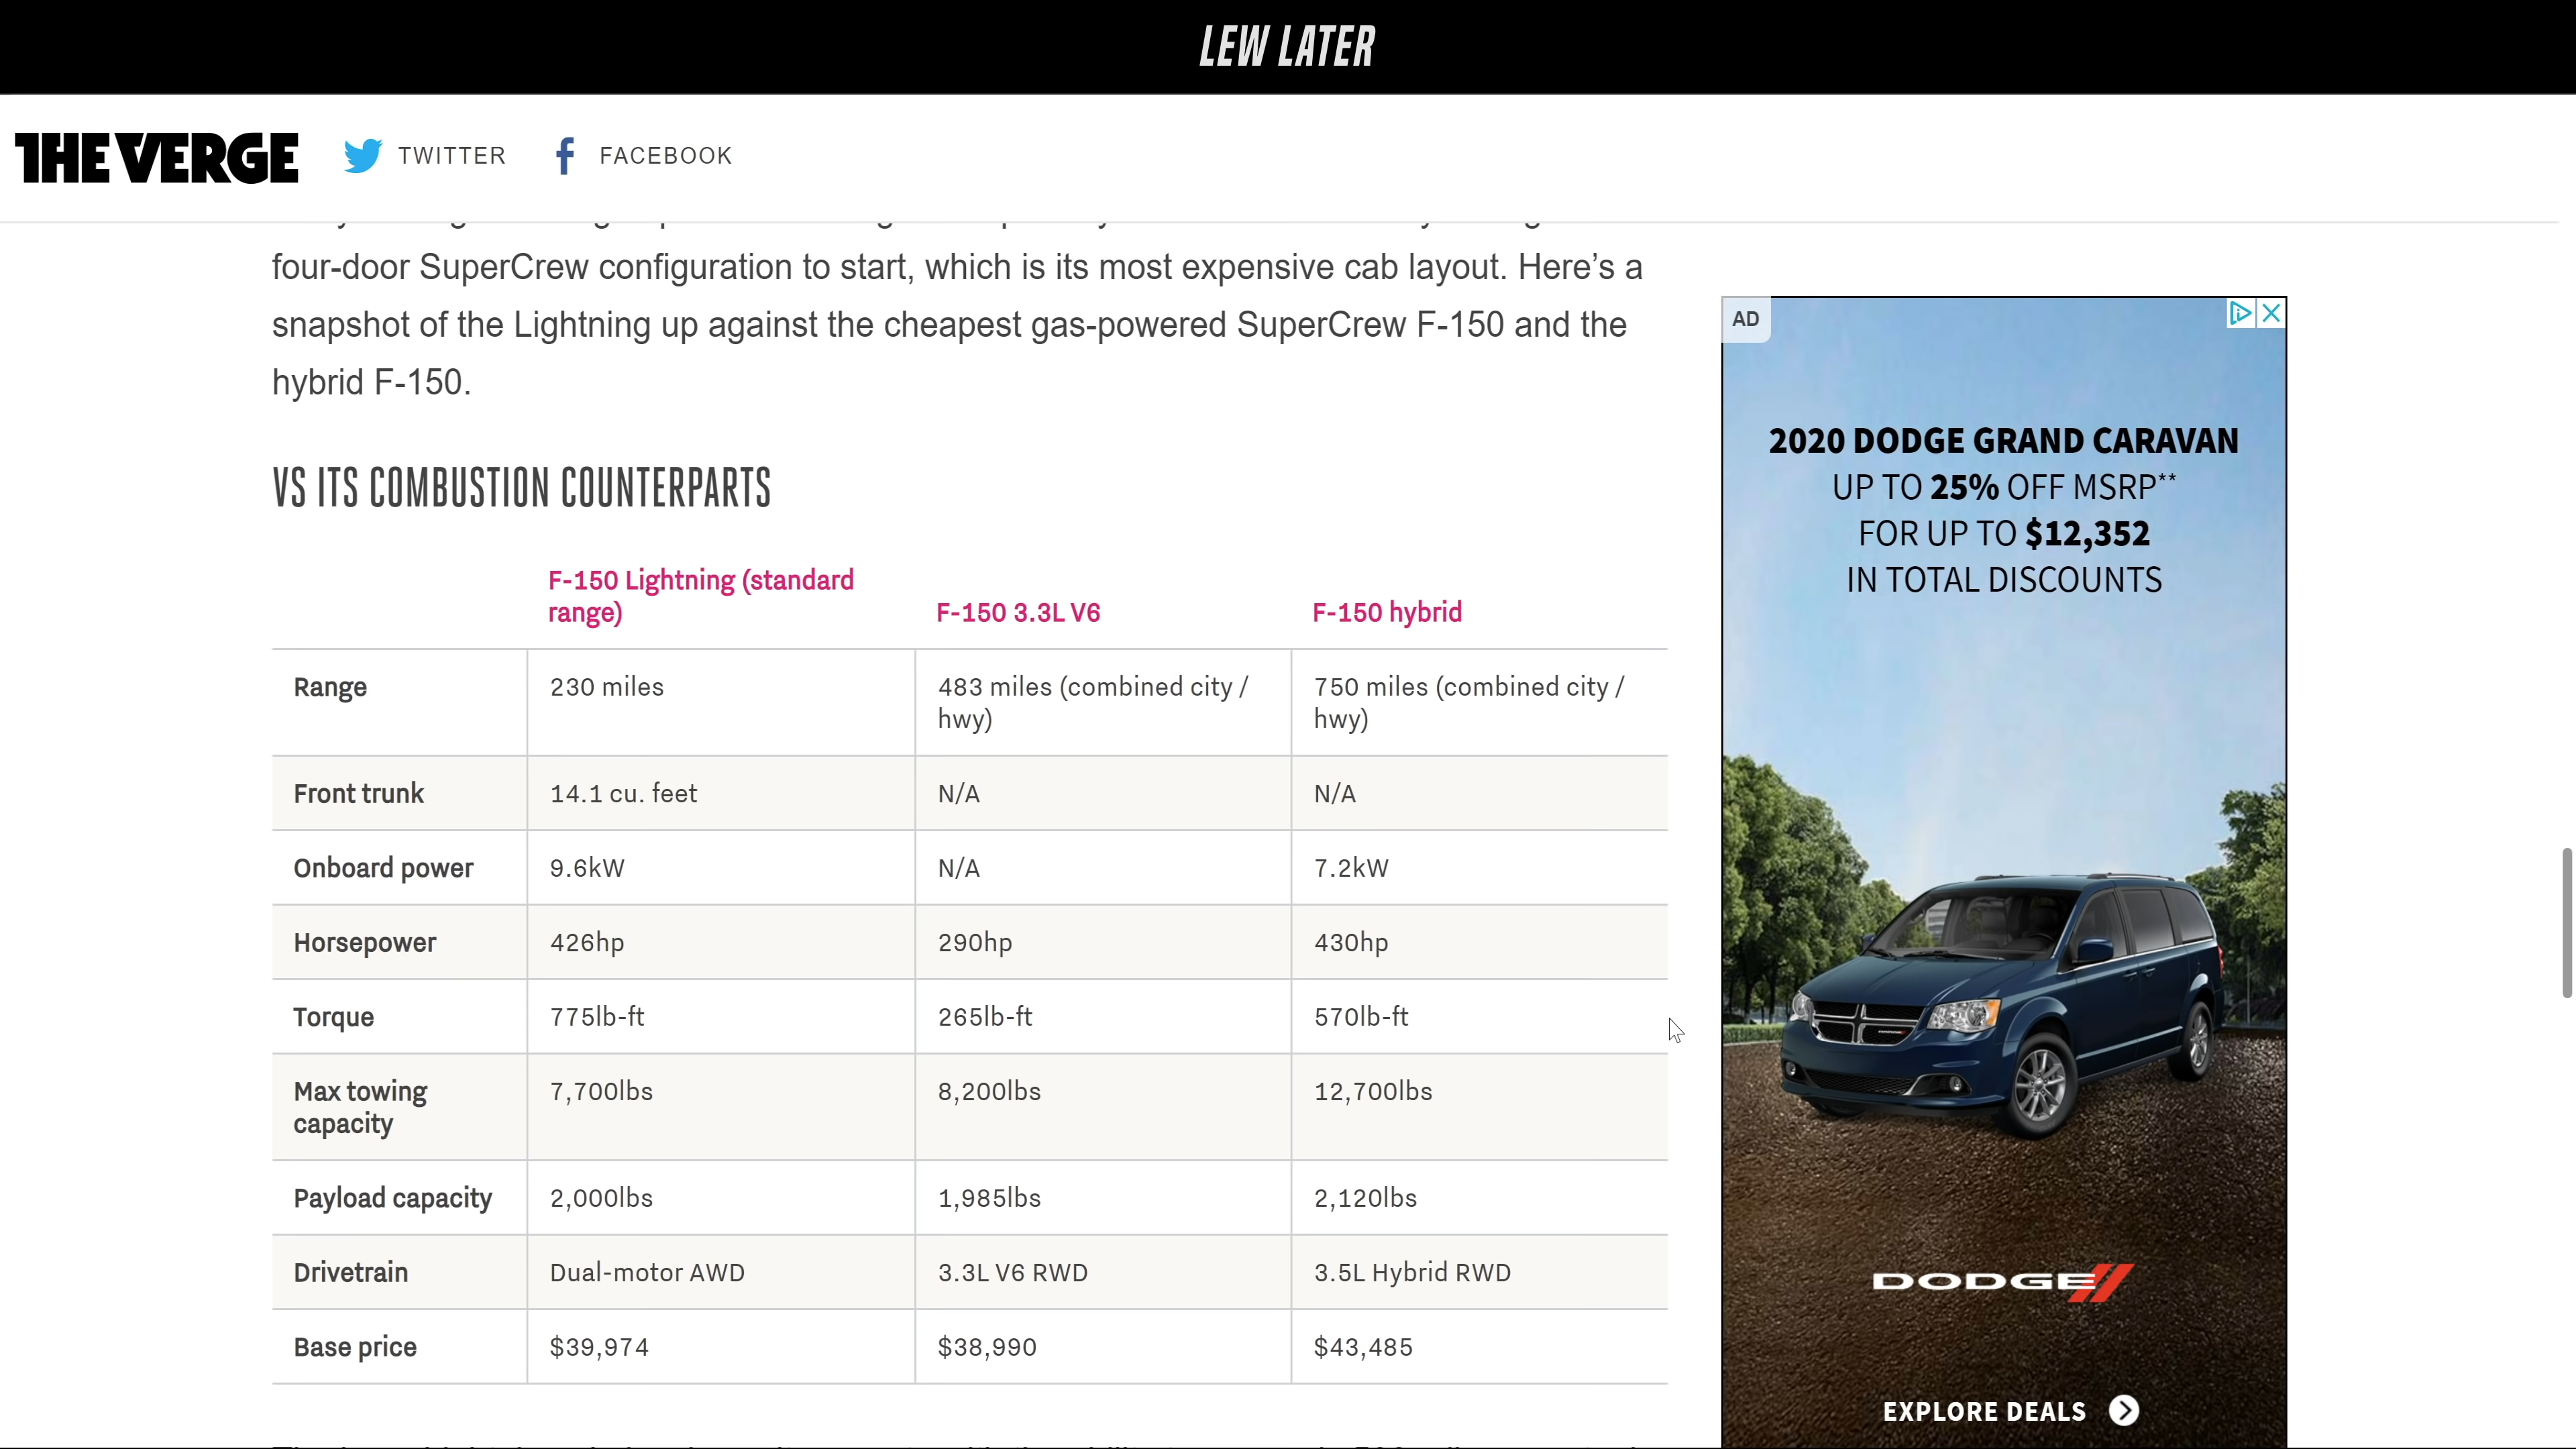 LEW LATER
THE VERGE TWITTER FACEBOOK
four-door SuperCrew configuration to start, which is its most expensive cab layout. Here’s a
snapshot of the Lightning up against the cheapest gas-powered SuperCrew F-150 and the
hybrid F-150.
VS ITS COMBUSTION COUNTERPARTS
F-150 Lightning (standard
range) F-150 3.3L V6 F-150 hybrid
Range 230 miles 483 miles (combined city / 750 miles (combined city /
hwy) hwy)
Front trunk 14.1 cu. feet N/A N/A
Onboard power 9.6kW N/A 7.2kW
Horsepower 426hp 290hp 430hp
Torque 775lb-ft 265lb-ft 570lb-ft
Max towing 7,700lbs 8,200lbs 12,700lbs
capacity
Payload capacity 2,000lbs 1,985lbs 2,120lbs
Drivetrain Dual-motor AWD 3.3L V6 RWD 3.5L Hybrid RWD
Base price $39,974 $38,990 $43,485
AD
2020 DODGE GRAND CARAVAN
UP TO 25% OFF MSRP**
FOR UP TO $12,352
IN TOTAL DISCOUNTS
DODGE
EXPLORE DEALS